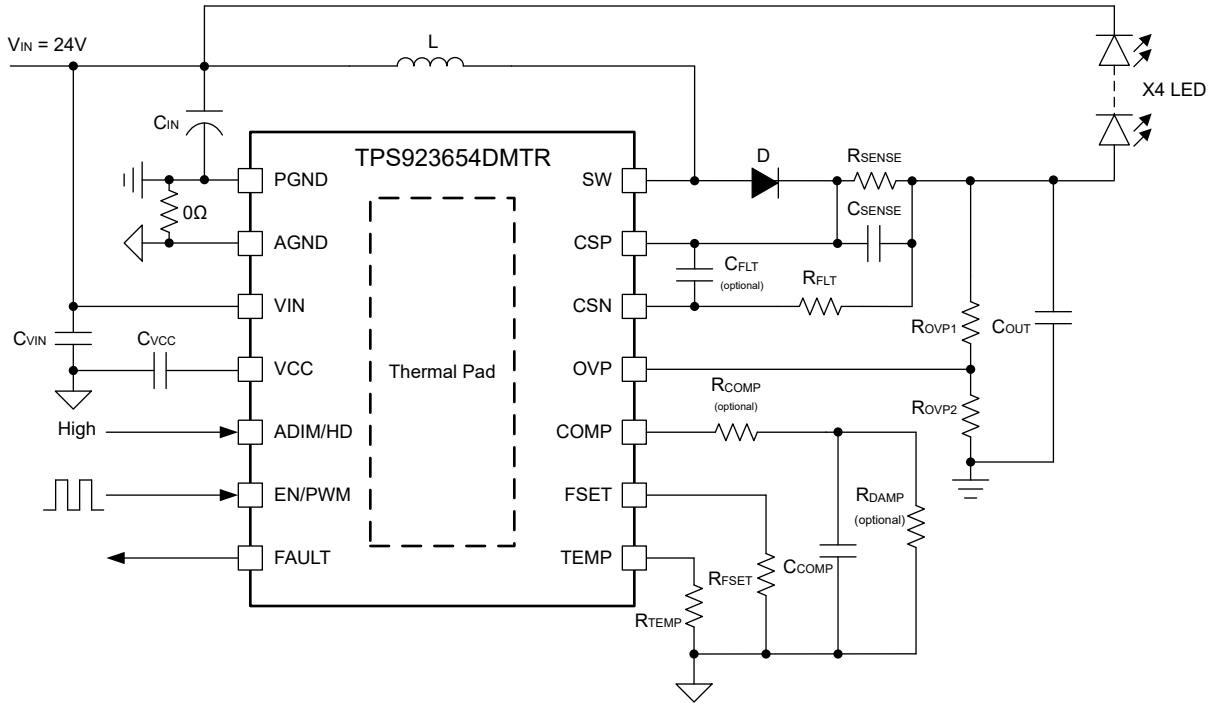 VIN = 24V
L
X4 LED
CIN
TPS923654DMTR
D
RSENSE
PGND
SW
0Ω
CSENSE
AGND
CSP
CFLT
(optional)
RFLT
VIN
CSN
CVIN
CVCC
ROVP1
COUT
VCC
Thermal Pad
OVP
RCOMP
(optional)
ROVP2
High
ADIM/HD
COMP
EN/PWM
FSET
RDAMP
(optional)
FAULT
TEMP
RFSET
CCOMP
RTEMP